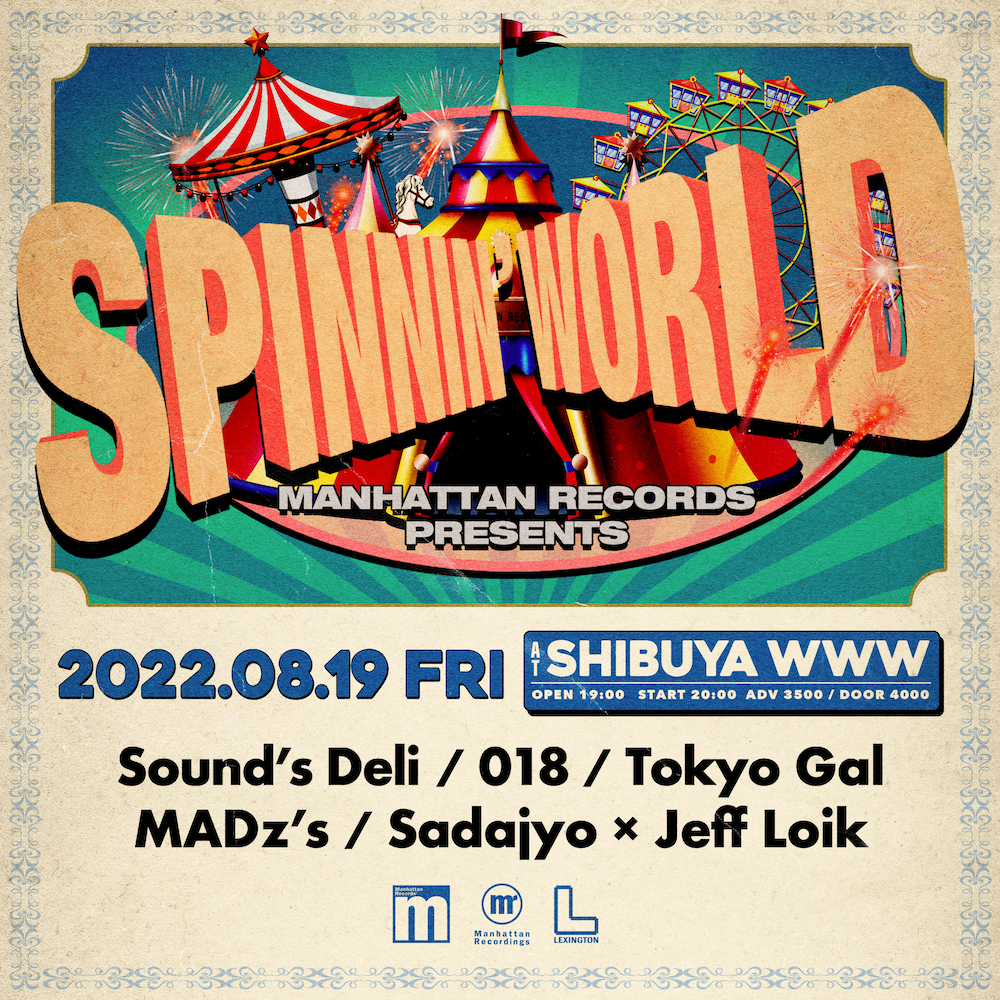 SPINNIN' WORLD
MANHATTAN RECORDS
PRESENTS
2022.08.19 FRI
AT SHIBUYA WWW
OPEN 19:00 START 20:00 ADV 3500 / DOOR 4000
Sound's Deli / 018 / Tokyo Gal
MADz's / Sadajyo × Jeff Loik
Manhattan
Records
m
mr
Manhattan
Recordings
L
LEXINGTON